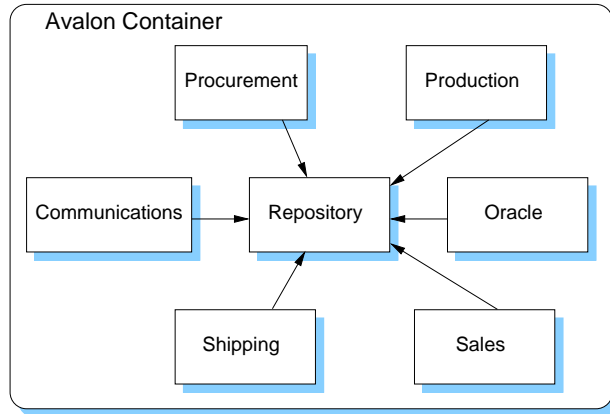 Avalon Container
Procurement
Production
Communications
Repository
Oracle
Shipping
Sales